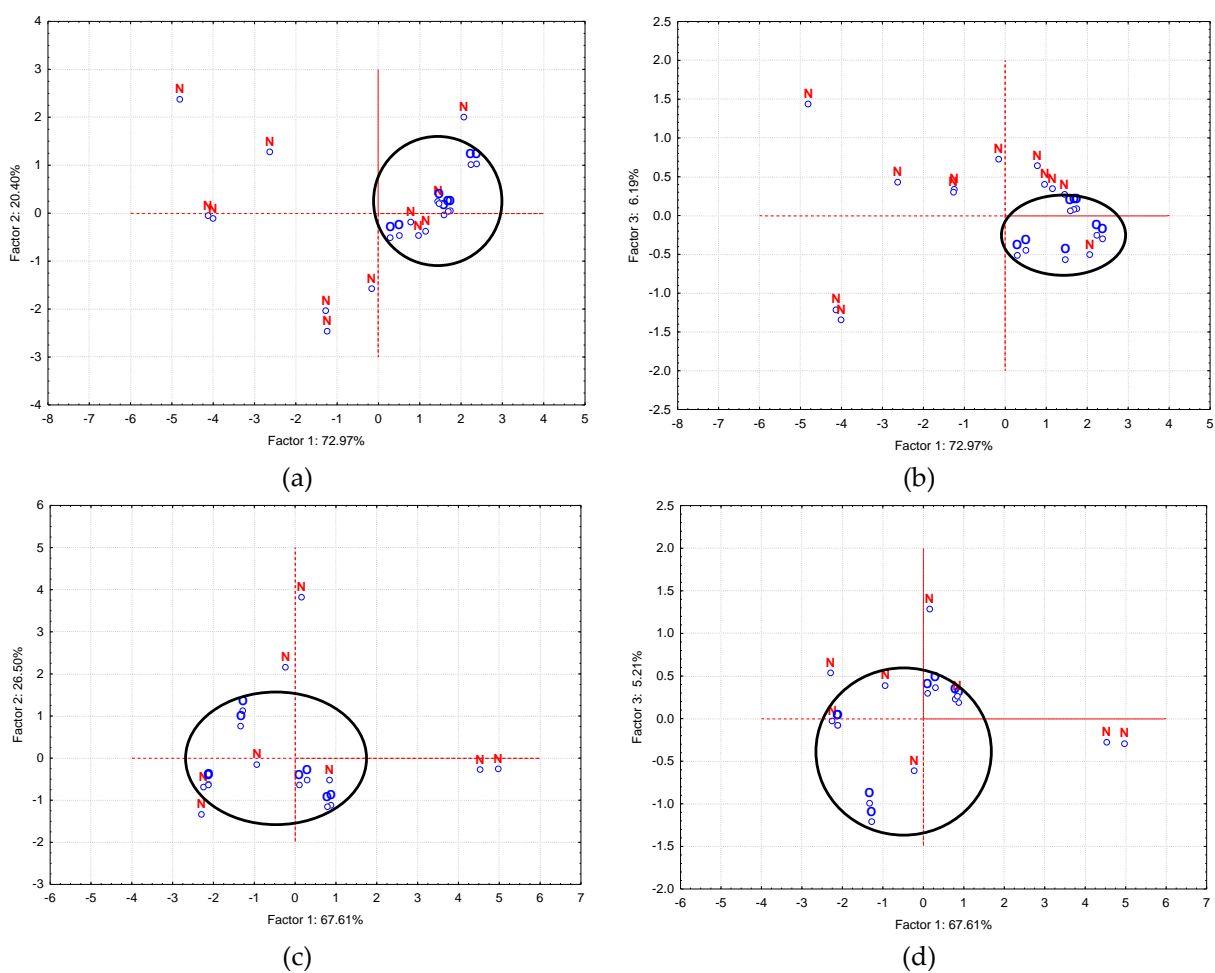 4
3
2
1
0
-1
-2
-3
-4
Factor 2: 20.40%
N
N
N
N
N
N
N
N
N
N
N
N
O
O
O
O
O
O
O
O
O
-8 -7 -6 -5 -4 -3 -2 -1 0 1 2 3 4 5
Factor 1: 72.97%
(a)
2.5
2.0
1.5
1.0
0.5
0.0
-0.5
-1.0
-1.5
-2.0
-2.5
Factor 3: 6.19%
N
N
N
N
N
N
N
N
N
N
N
N
O
O
O
O
O
O
O
O
-8 -7 -6 -5 -4 -3 -2 -1 0 1 2 3 4 5
Factor 1: 72.97%
(b)
6
5
4
3
2
1
0
-1
-2
-3
Factor 2: 26.50%
N
N
O
O
N
N
N
N
O
N
O
O
N
O
O
N
-6 -5 -4 -3 -2 -1 0 1 2 3 4 5 6 7
Factor 1: 67.61%
(c)
2.5
2.0
1.5
1.0
0.5
0.0
-0.5
-1.0
-1.5
-2.0
Factor 3: 5.21%
N
N
N
O
O
N
O
O
N
O
N
N
N
O
O
-6 -5 -4 -3 -2 -1 0 1 2 3 4 5 6 7
Factor 1: 67.61%
(d)